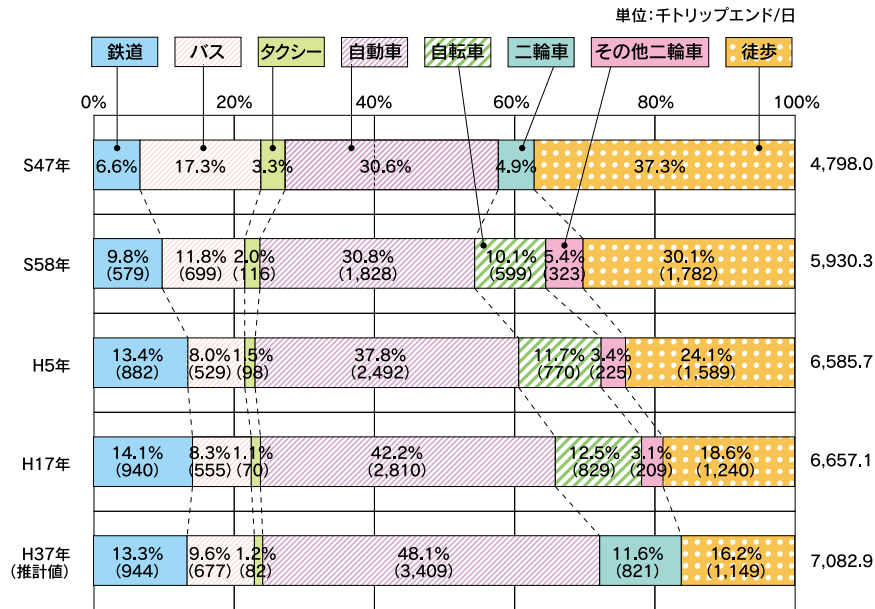 単位:千トリップエンド/日
鉄道 バス タクシー 自動車 自転車 二輪車 その他二輪車 徒歩
0% 20% 40% 60% 80% 100%
S47年 6.6% 17.3% 3.3% 30.6% 4.9% 37.3% 4,798.0
9.8% 11.8% 2.0% 30.8% 10.1% 5.4% 30.1%
S58年 5,930.3
(579) (699) (116) (1,828) (599) (323) (1,782)
13.4% 8.0% 1.5% 37.8% 11.7% 3.4% 24.1%
H5年 6,585.7
(882) (529) (98) (2,492) (770) (225) (1,589)
14.1% 8.3% 1.1% 42.2% 12.5% 3.1% 18.6%
H17年 6,657.1
(940) (555) (70) (2,810) (829) (209) (1,240)
H37年 13.3% 9.6% 1.2% 48.1% 11.6% 16.2% 7,082.9
(推計値) (944) (677) (82) (3,409) (821) (1,149)